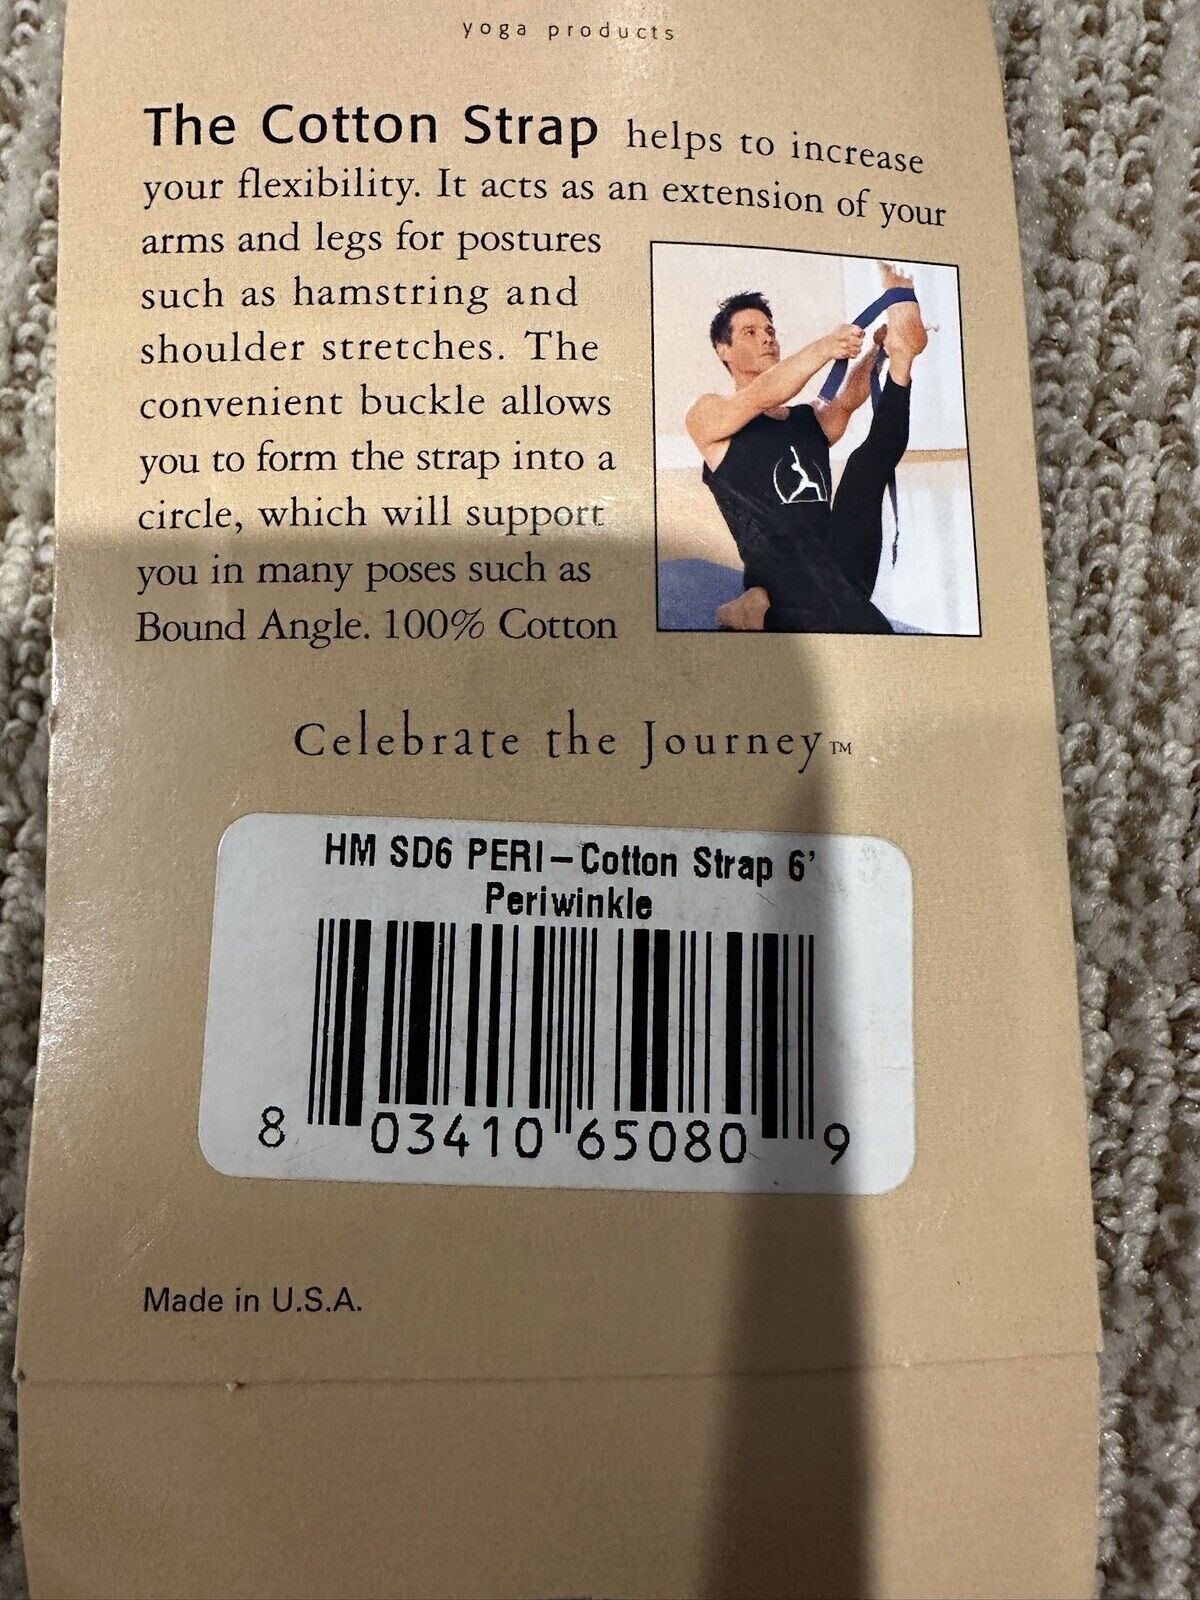 yoga products
The Cotton Strap helps to increase
your flexibility. It acts as an extension of your
arms and legs for postures
such as hamstring and
shoulder stretches. The
convenient buckle allows
you to form the strap into a
circle, which will support
you in many poses such as
Bound Angle. 100% Cotton
Celebrate the Journey™
HM SD6 PERI–Cotton Strap 6'
Periwinkle
8 03410 65080 9
Made in U.S.A.